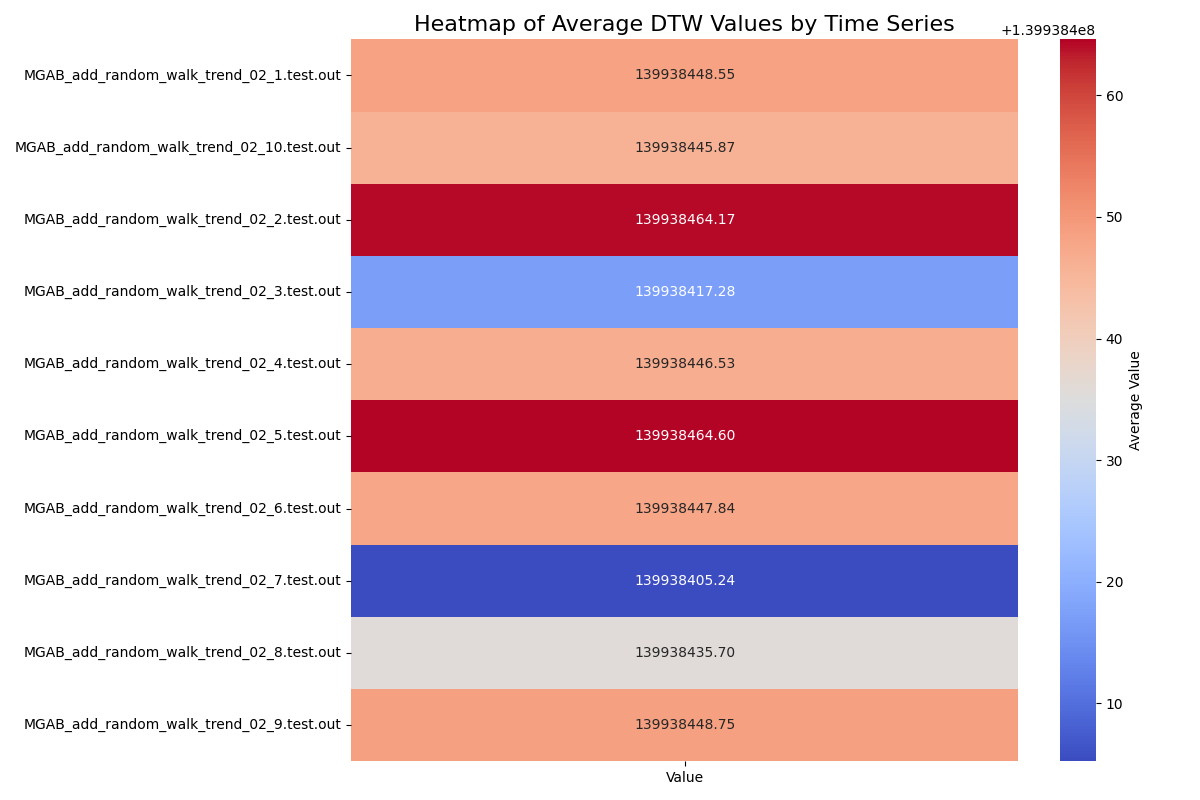 Heatmap of Average DTW Values by Time Series
+1.399384e8
MGAB_add_random_walk_trend_02_1.test.out
139938448.55
MGAB_add_random_walk_trend_02_10.test.out
139938445.87
MGAB_add_random_walk_trend_02_2.test.out
139938464.17
MGAB_add_random_walk_trend_02_3.test.out
139938417.28
MGAB_add_random_walk_trend_02_4.test.out
139938446.53
MGAB_add_random_walk_trend_02_5.test.out
139938464.60
MGAB_add_random_walk_trend_02_6.test.out
139938447.84
MGAB_add_random_walk_trend_02_7.test.out
139938405.24
MGAB_add_random_walk_trend_02_8.test.out
139938435.70
MGAB_add_random_walk_trend_02_9.test.out
139938448.75
Value
60
50
40
30
20
10
Average Value